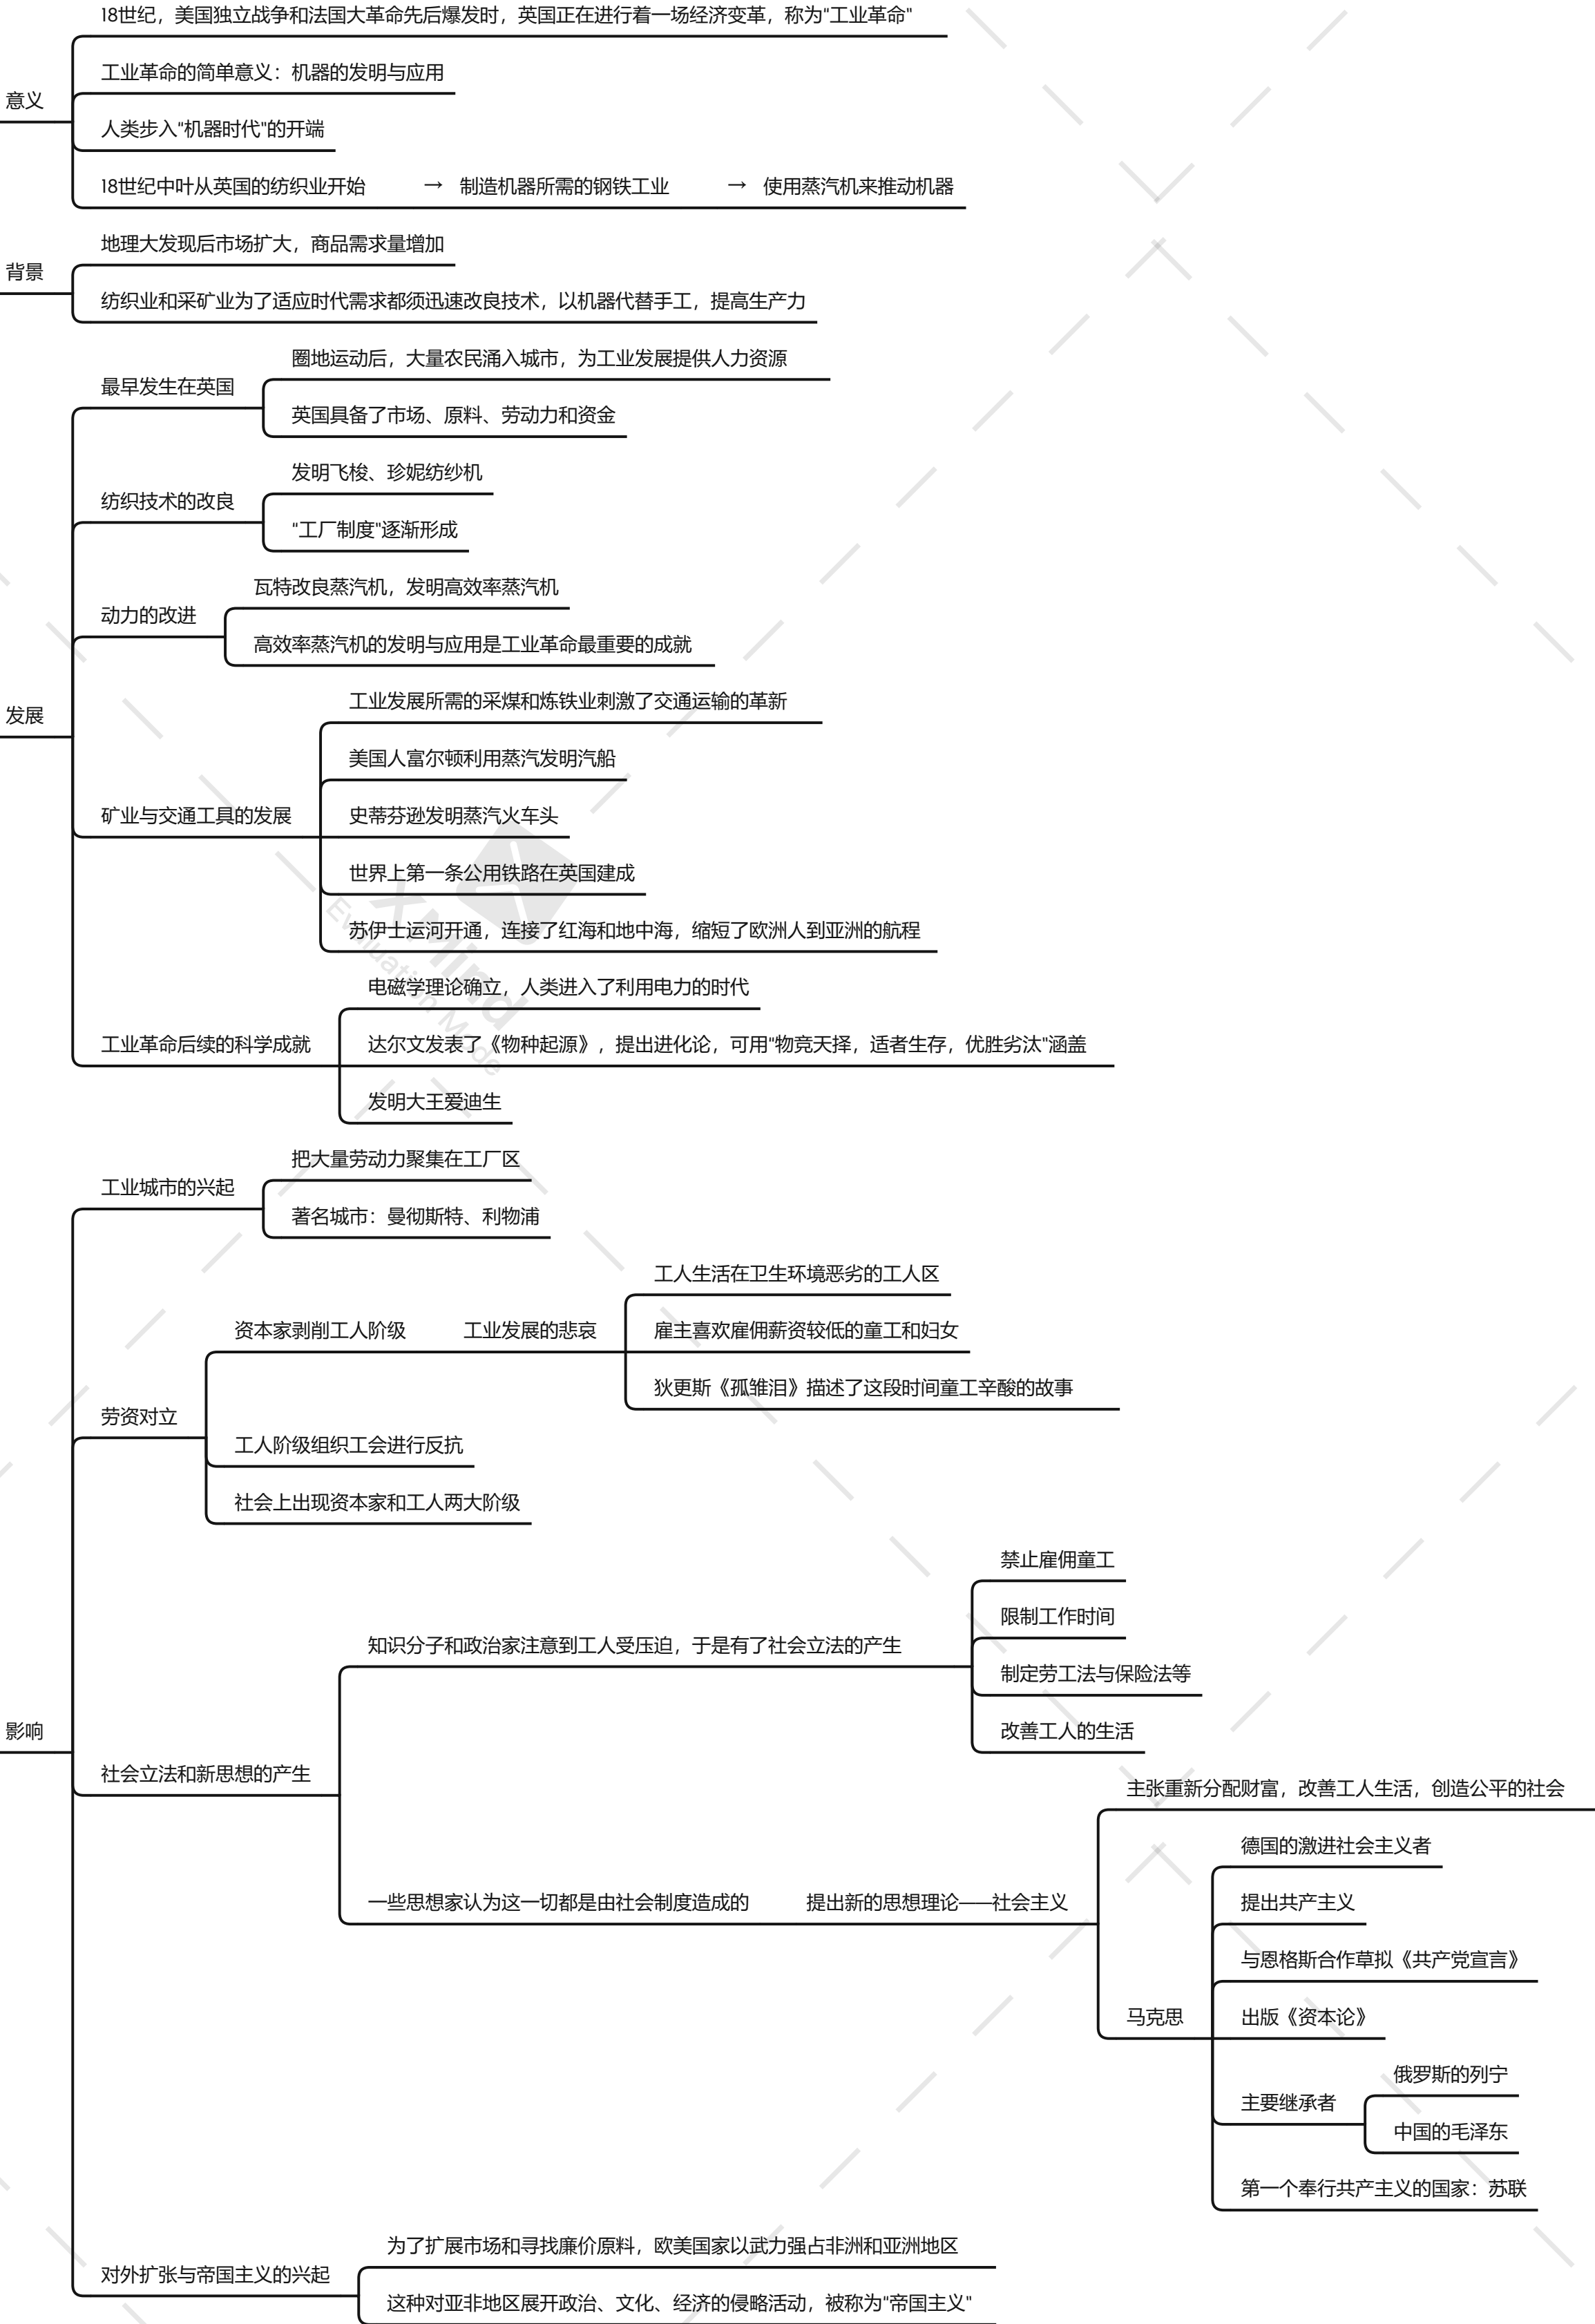 18世纪，美国独立战争和法国大革命先后爆发时，英国正在进行着一场经济变革，称为"工业革命"
工业革命的简单意义：机器的发明与应用
意义
人类步入"机器时代"的开端
18世纪中叶从英国的纺织业开始 → 制造机器所需的钢铁工业 → 使用蒸汽机来推动机器
地理大发现后市场扩大，商品需求量增加
背景
纺织业和采矿业为了适应时代需求都须迅速改良技术，以机器代替手工，提高生产力
圈地运动后，大量农民涌入城市，为工业发展提供人力资源
最早发生在英国
英国具备了市场、原料、劳动力和资金
发明飞梭、珍妮纺纱机
纺织技术的改良
"工厂制度"逐渐形成
瓦特改良蒸汽机，发明高效率蒸汽机
动力的改进
高效率蒸汽机的发明与应用是工业革命最重要的成就
工业发展所需的采煤和炼铁业刺激了交通运输的革新
发展
美国人富尔顿利用蒸汽发明汽船
矿业与交通工具的发展
史蒂芬逊发明蒸汽火车头
世界上第一条公用铁路在英国建成
苏伊士运河开通，连接了红海和地中海，缩短了欧洲人到亚洲的航程
XMind
Evaluation Mode
电磁学理论确立，人类进入了利用电力的时代
工业革命后续的科学成就
达尔文发表了《物种起源》，提出进化论，可用"物竞天择，适者生存，优胜劣汰"涵盖
发明大王爱迪生
把大量劳动力聚集在工厂区
工业城市的兴起
著名城市：曼彻斯特、利物浦
工人生活在卫生环境恶劣的工人区
资本家剥削工人阶级 工业发展的悲哀
雇主喜欢雇佣薪资较低的童工和妇女
狄更斯《孤雏泪》描述了这段时间童工辛酸的故事
劳资对立
工人阶级组织工会进行反抗
社会上出现资本家和工人两大阶级
禁止雇佣童工
限制工作时间
知识分子和政治家注意到工人受压迫，于是有了社会立法的产生
制定劳工法与保险法等
改善工人的生活
影响
社会立法和新思想的产生
主张重新分配财富，改善工人生活，创造公平的社会
德国的激进社会主义者
一些思想家认为这一切都是由社会制度造成的 提出新的思想理论——社会主义
提出共产主义
与恩格斯合作草拟《共产党宣言》
马克思
出版《资本论》
俄罗斯的列宁
主要继承者
中国的毛泽东
第一个奉行共产主义的国家：苏联
为了扩展市场和寻找廉价原料，欧美国家以武力强占非洲和亚洲地区
对外扩张与帝国主义的兴起
这种对亚非地区展开政治、文化、经济的侵略活动，被称为"帝国主义"